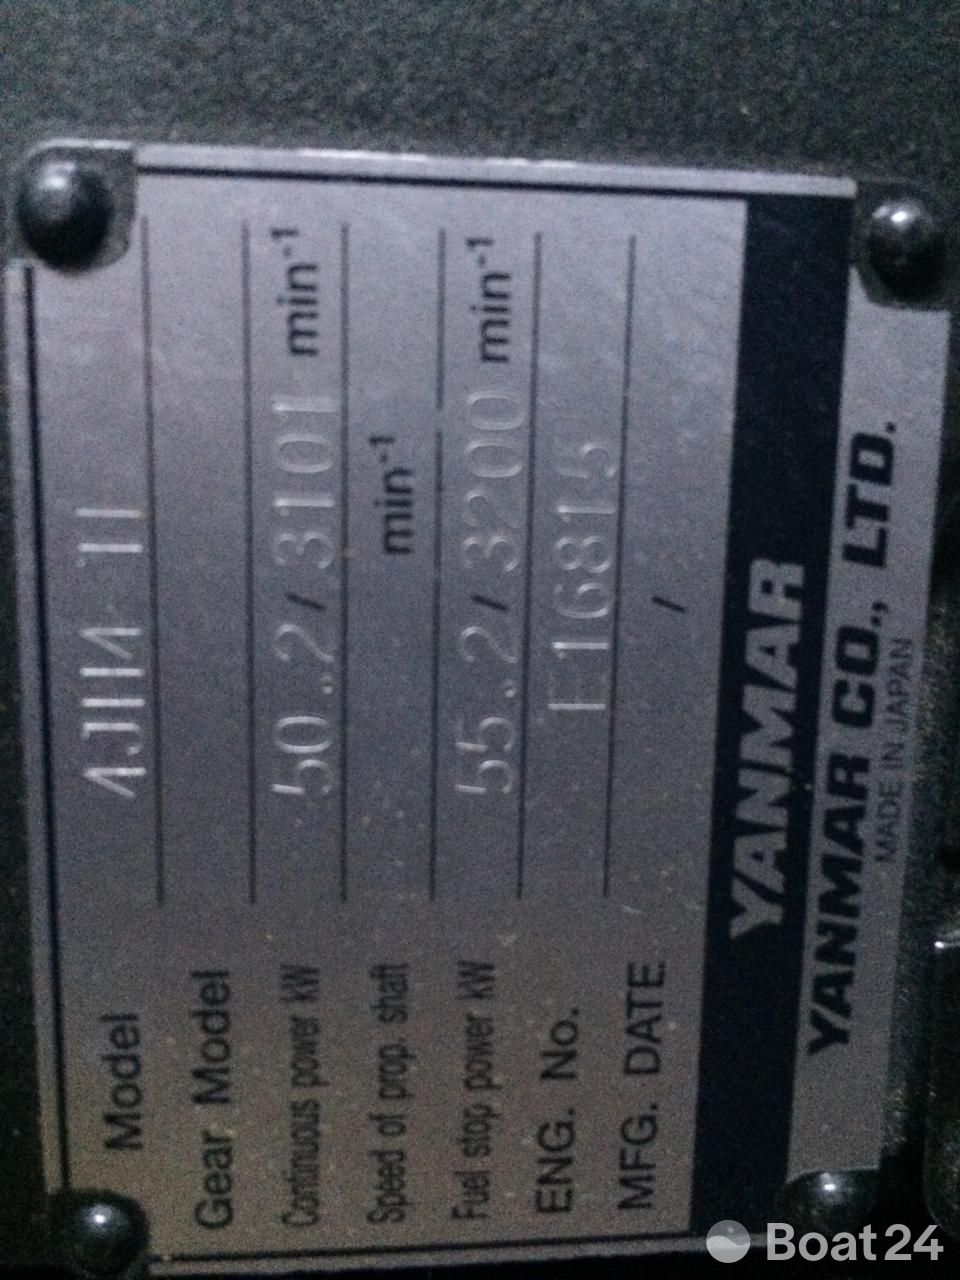 Model 4JH4-TE
Gear Model
Continuous power kW 50.2/3101 min-1
Speed of prop. shaft min-1
Fuel stop power kW 55.2/3200 min-1
ENG. No. E16815
MFG. DATE /
YANMAR
YANMAR CO., LTD.
MADE IN JAPAN
Boat24